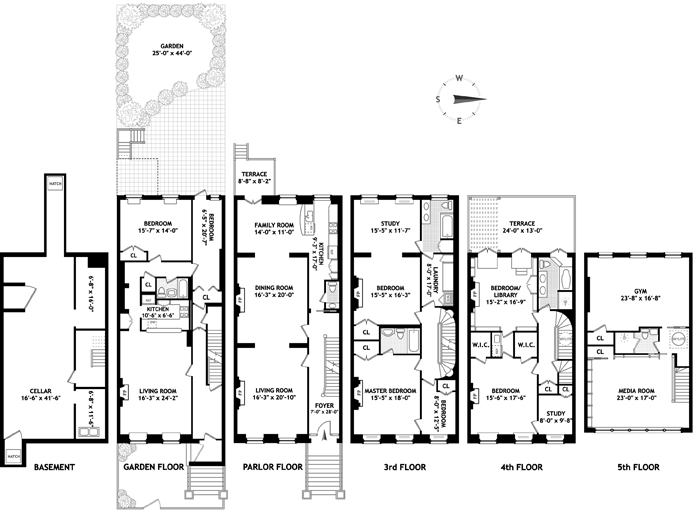 GARDEN
25'-0" x 44'-0"
W
S
E
HATCH
CELLAR
16'-6" x 41'-6"
6'-8" x 16'-0"
HATCH
BASEMENT
BEDROOM
15'-7" x 14'-0"
BEDROOM
6'-5" x 20'-7"
CL
CL
CL
CL
KITCHEN
10'-6" x 6'-6"
LIVING ROOM
16'-3" x 24'-2"
GARDEN FLOOR
TERRACE
8'-8" x 8'-2"
FAMILY ROOM
14'-0" x 11'-0"
KITCHEN
9'-2" x 17'-0"
DINING ROOM
16'-3" x 20'-0"
LIVING ROOM
16'-3" x 20'-10"
FOYER
7'-0" x 28'-0"
PARLOR FLOOR
STUDY
15'-5" x 11'-7"
BEDROOM
15'-5" x 16'-3"
LAUNDRY
8'-0" x 17'-0"
CL
CL
MASTER BEDROOM
15'-5" x 18'-0"
CL
BEDROOM
8'-0" x 12'-5"
3rd FLOOR
TERRACE
24'-0" x 13'-0"
BEDROOM/
LIBRARY
15'-2" x 16'-9"
W.I.C.
W.I.C.
BEDROOM
15'-6" x 17'-6"
CL
CL
STUDY
8'-0" x 9'-8"
4th FLOOR
GYM
23'-8" x 16'-8"
CL
CL
MEDIA ROOM
23'-0" x 17'-0"
5th FLOOR